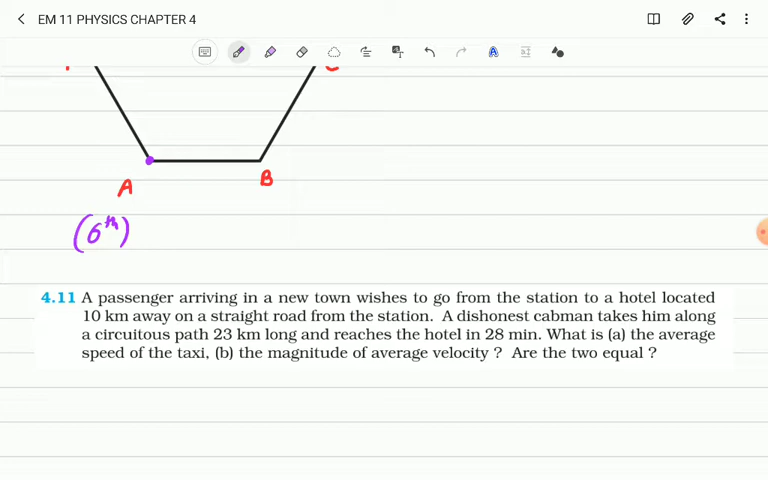 EM 11 PHYSICS CHAPTER 4
A
B
(6th)
4.11 A passenger arriving in a new town wishes to go from the station to a hotel located
10 km away on a straight road from the station. A dishonest cabman takes him along
a circuitous path 23 km long and reaches the hotel in 28 min. What is (a) the average
speed of the taxi, (b) the magnitude of average velocity ? Are the two equal ?